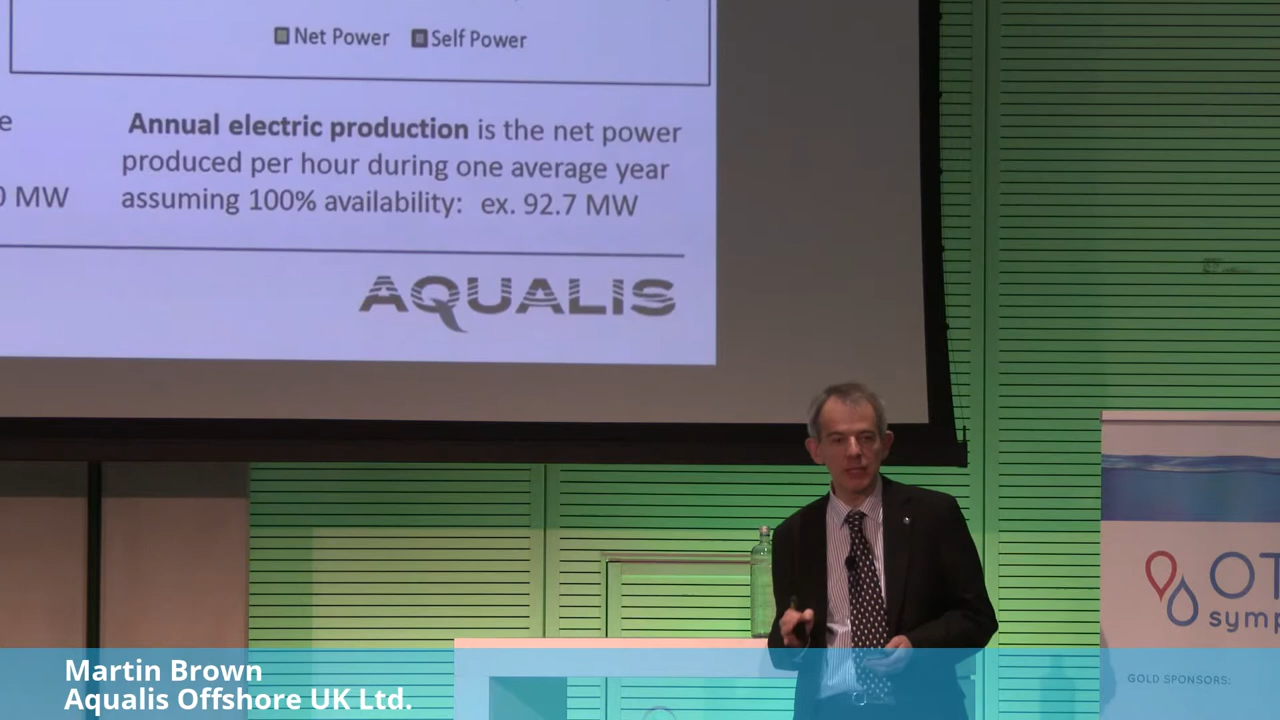 Net Power Self Power
e
0 MW
Annual electric production is the net power
produced per hour during one average year
assuming 100% availability: ex. 92.7 MW
AQUALIS
OT
symp
GOLD SPONSORS:
Martin Brown
Aqualis Offshore UK Ltd.